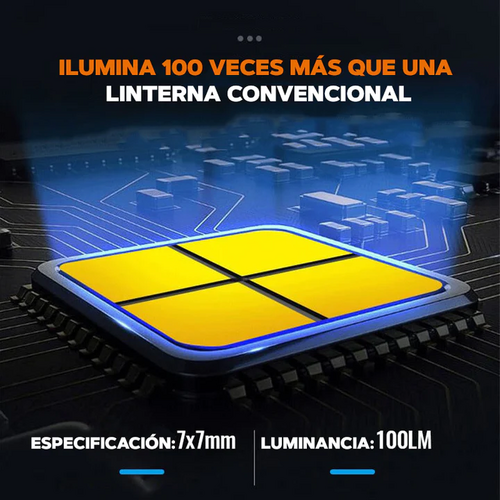 ILUMINA 100 VECES MÁS QUE UNA
LINTERNA CONVENCIONAL
ESPECIFICACIÓN: 7x7mm
LUMINANCIA: 100LM